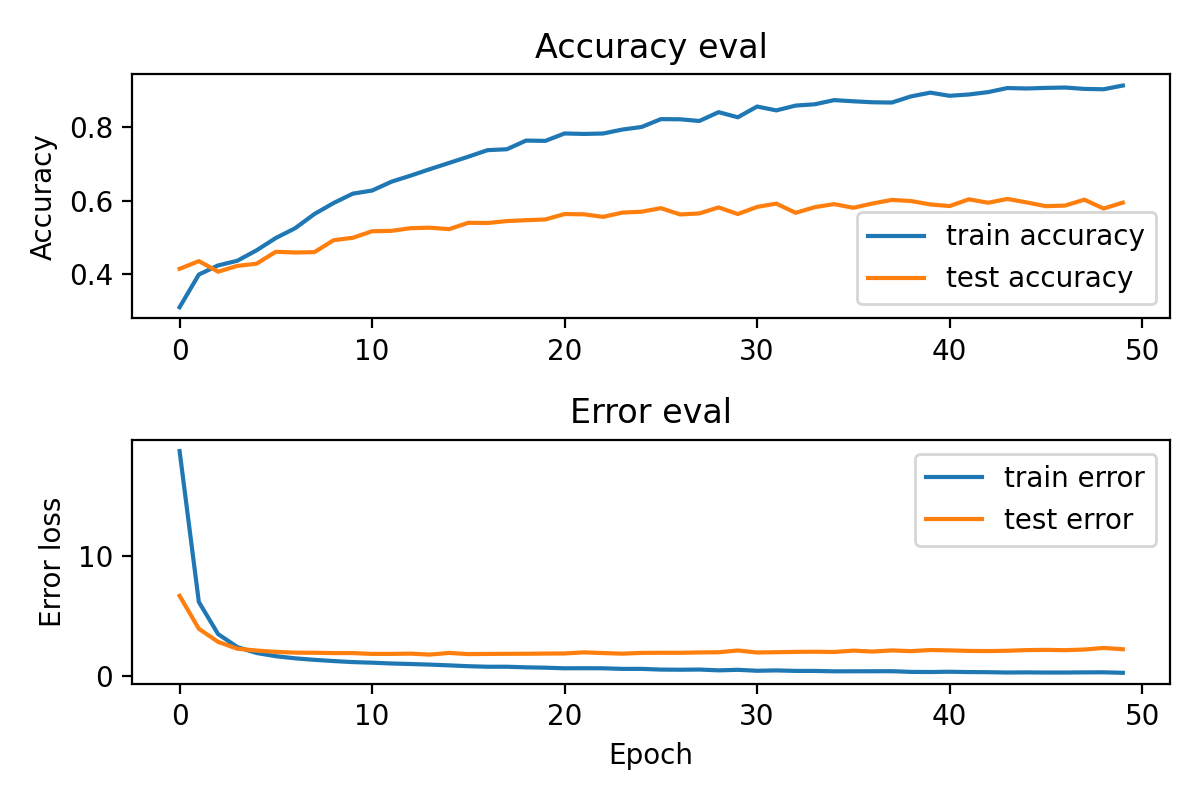 Accuracy eval
Accuracy
0.8
0.6
0.4
train accuracy
test accuracy
0 10 20 30 40 50
Error eval
Error loss
10
0
train error
test error
0 10 20 30 40 50
Epoch